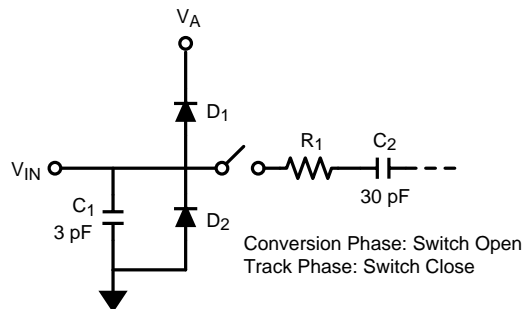 VA
D1
R1
C2
VIN
C1
D2
3 pF
30 pF
Conversion Phase: Switch Open
Track Phase: Switch Close